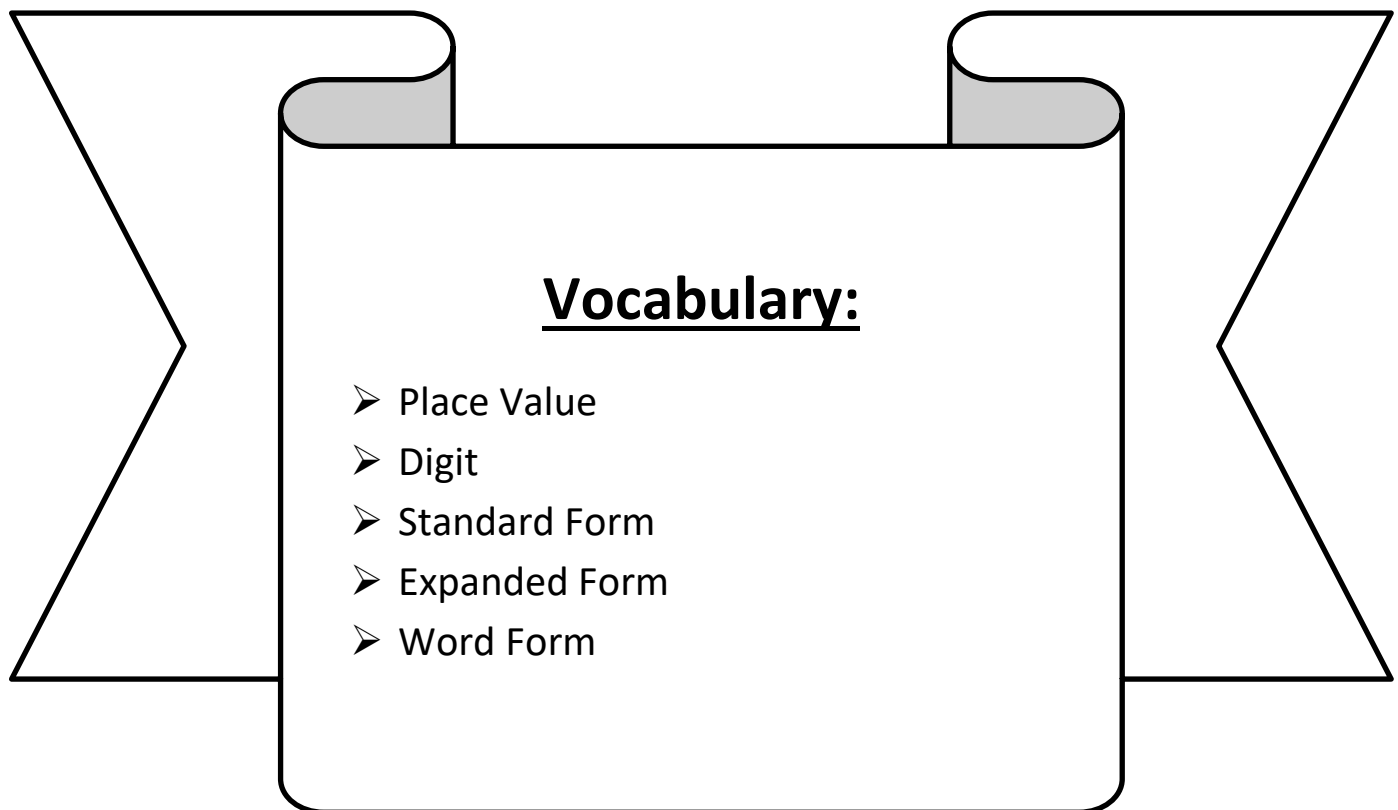 Vocabulary:
➢ Place Value
➢ Digit
➢ Standard Form
➢ Expanded Form
➢ Word Form